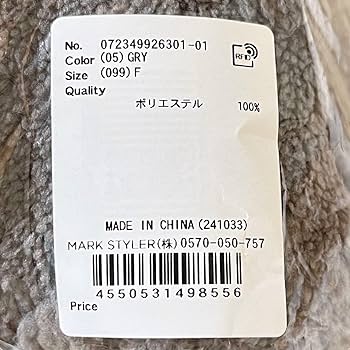 No. 072349926301-01
Color (05) GRY
RFID
Size (099) F
Quality
ポリエステル 100%
MADE IN CHINA (241033)
MARK STYLER(株) 0570-050-757
4550531498556
Price